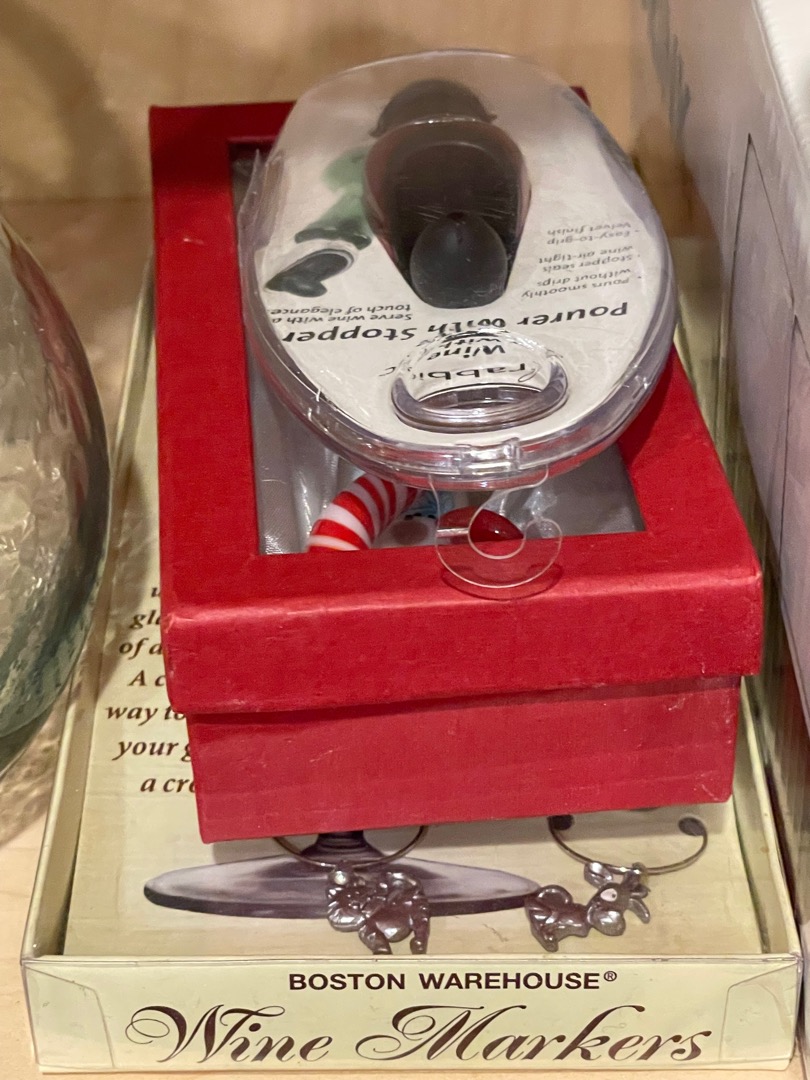 rabbit
Wine
Pourer With Stopper
Serve wine with a
touch of elegance
· Pours smoothly
without drips
· Stopper seals
wine air-tight
· Easy-to-grip
velvet finish
of a
A c
way to
your g
a cr
BOSTON WAREHOUSE®
Wine Markers